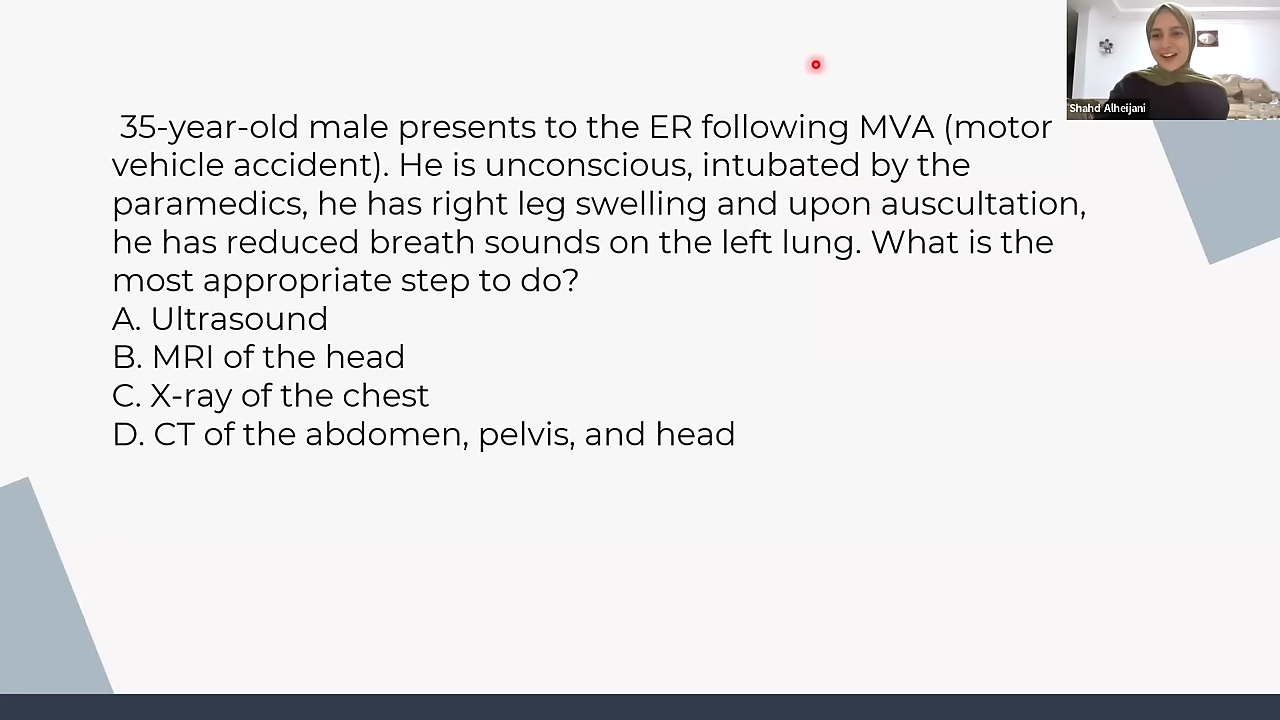 35-year-old male presents to the ER following MVA (motor
vehicle accident). He is unconscious, intubated by the
paramedics, he has right leg swelling and upon auscultation,
he has reduced breath sounds on the left lung. What is the
most appropriate step to do?
A. Ultrasound
B. MRI of the head
C. X-ray of the chest
D. CT of the abdomen, pelvis, and head
Shahd Alheijani